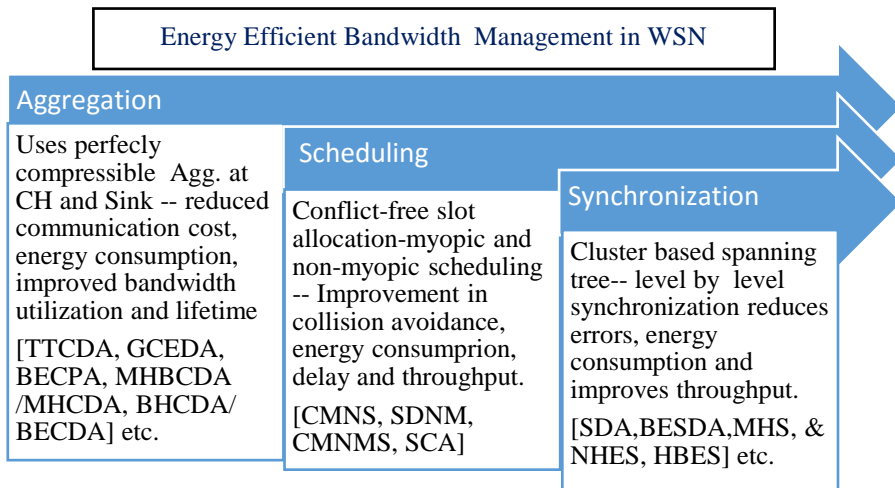 Energy Efficient Bandwidth Management in WSN
Aggregation
Uses perfecly
compressible Agg. at
CH and Sink -- reduced
communication cost,
energy consumption,
improved bandwidth
utilization and lifetime
[TTCDA, GCEDA,
BECPA, MHBCDA
/MHCDA, BHCDA/
BECDA] etc.
Scheduling
Conflict-free slot
allocation-myopic and
non-myopic scheduling
-- Improvement in
collision avoidance,
energy consumprion,
delay and throughput.
[CMNS, SDNM,
CMNMS, SCA]
Synchronization
Cluster based spanning
tree-- level by level
synchronization reduces
errors, energy
consumption and
improves throughput.
[SDA,BESDA,MHS, &
NHES, HBES] etc.